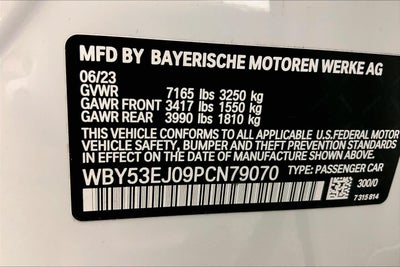 MFD BY BAYERISCHE MOTOREN WERKE AG
06/23
GVWR 7165 lbs 3250 kg
GAWR FRONT 3417 lbs 1550 kg
GAWR REAR 3990 lbs 1810 kg
THIS VEHICLE CONFORMS TO ALL APPLICABLE U.S.FEDERAL MOTOR
VEHICLE SAFETY, BUMPER, AND THEFT PREVENTION STANDARDS
IN EFFECT ON THE DATE OF MANUFACTURE SHOWN ABOVE.
WBY53EJ09PCN79070 TYPE: PASSENGER CAR
300/0
7 315 814